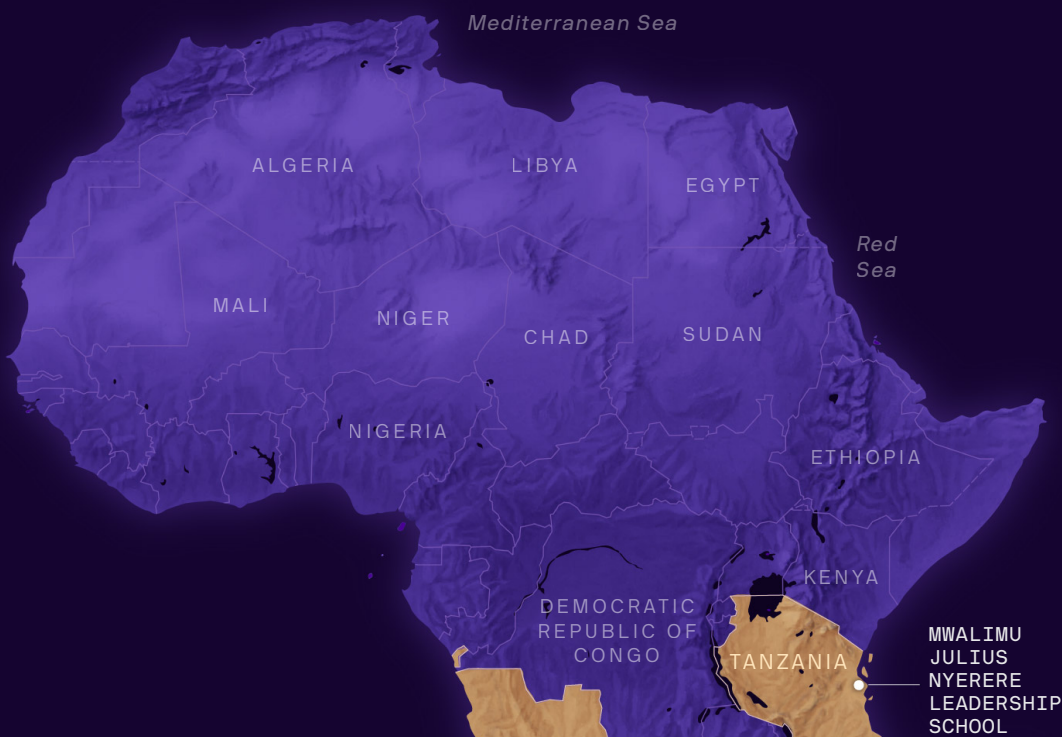 Mediterranean Sea
ALGERIA
LIBYA
EGYPT
Red
Sea
MALI
NIGER
CHAD
SUDAN
NIGERIA
ETHIOPIA
KENYA
DEMOCRATIC
REPUBLIC OF
CONGO
TANZANIA
MWALIMU
JULIUS
NYERERE
LEADERSHIP
SCHOOL